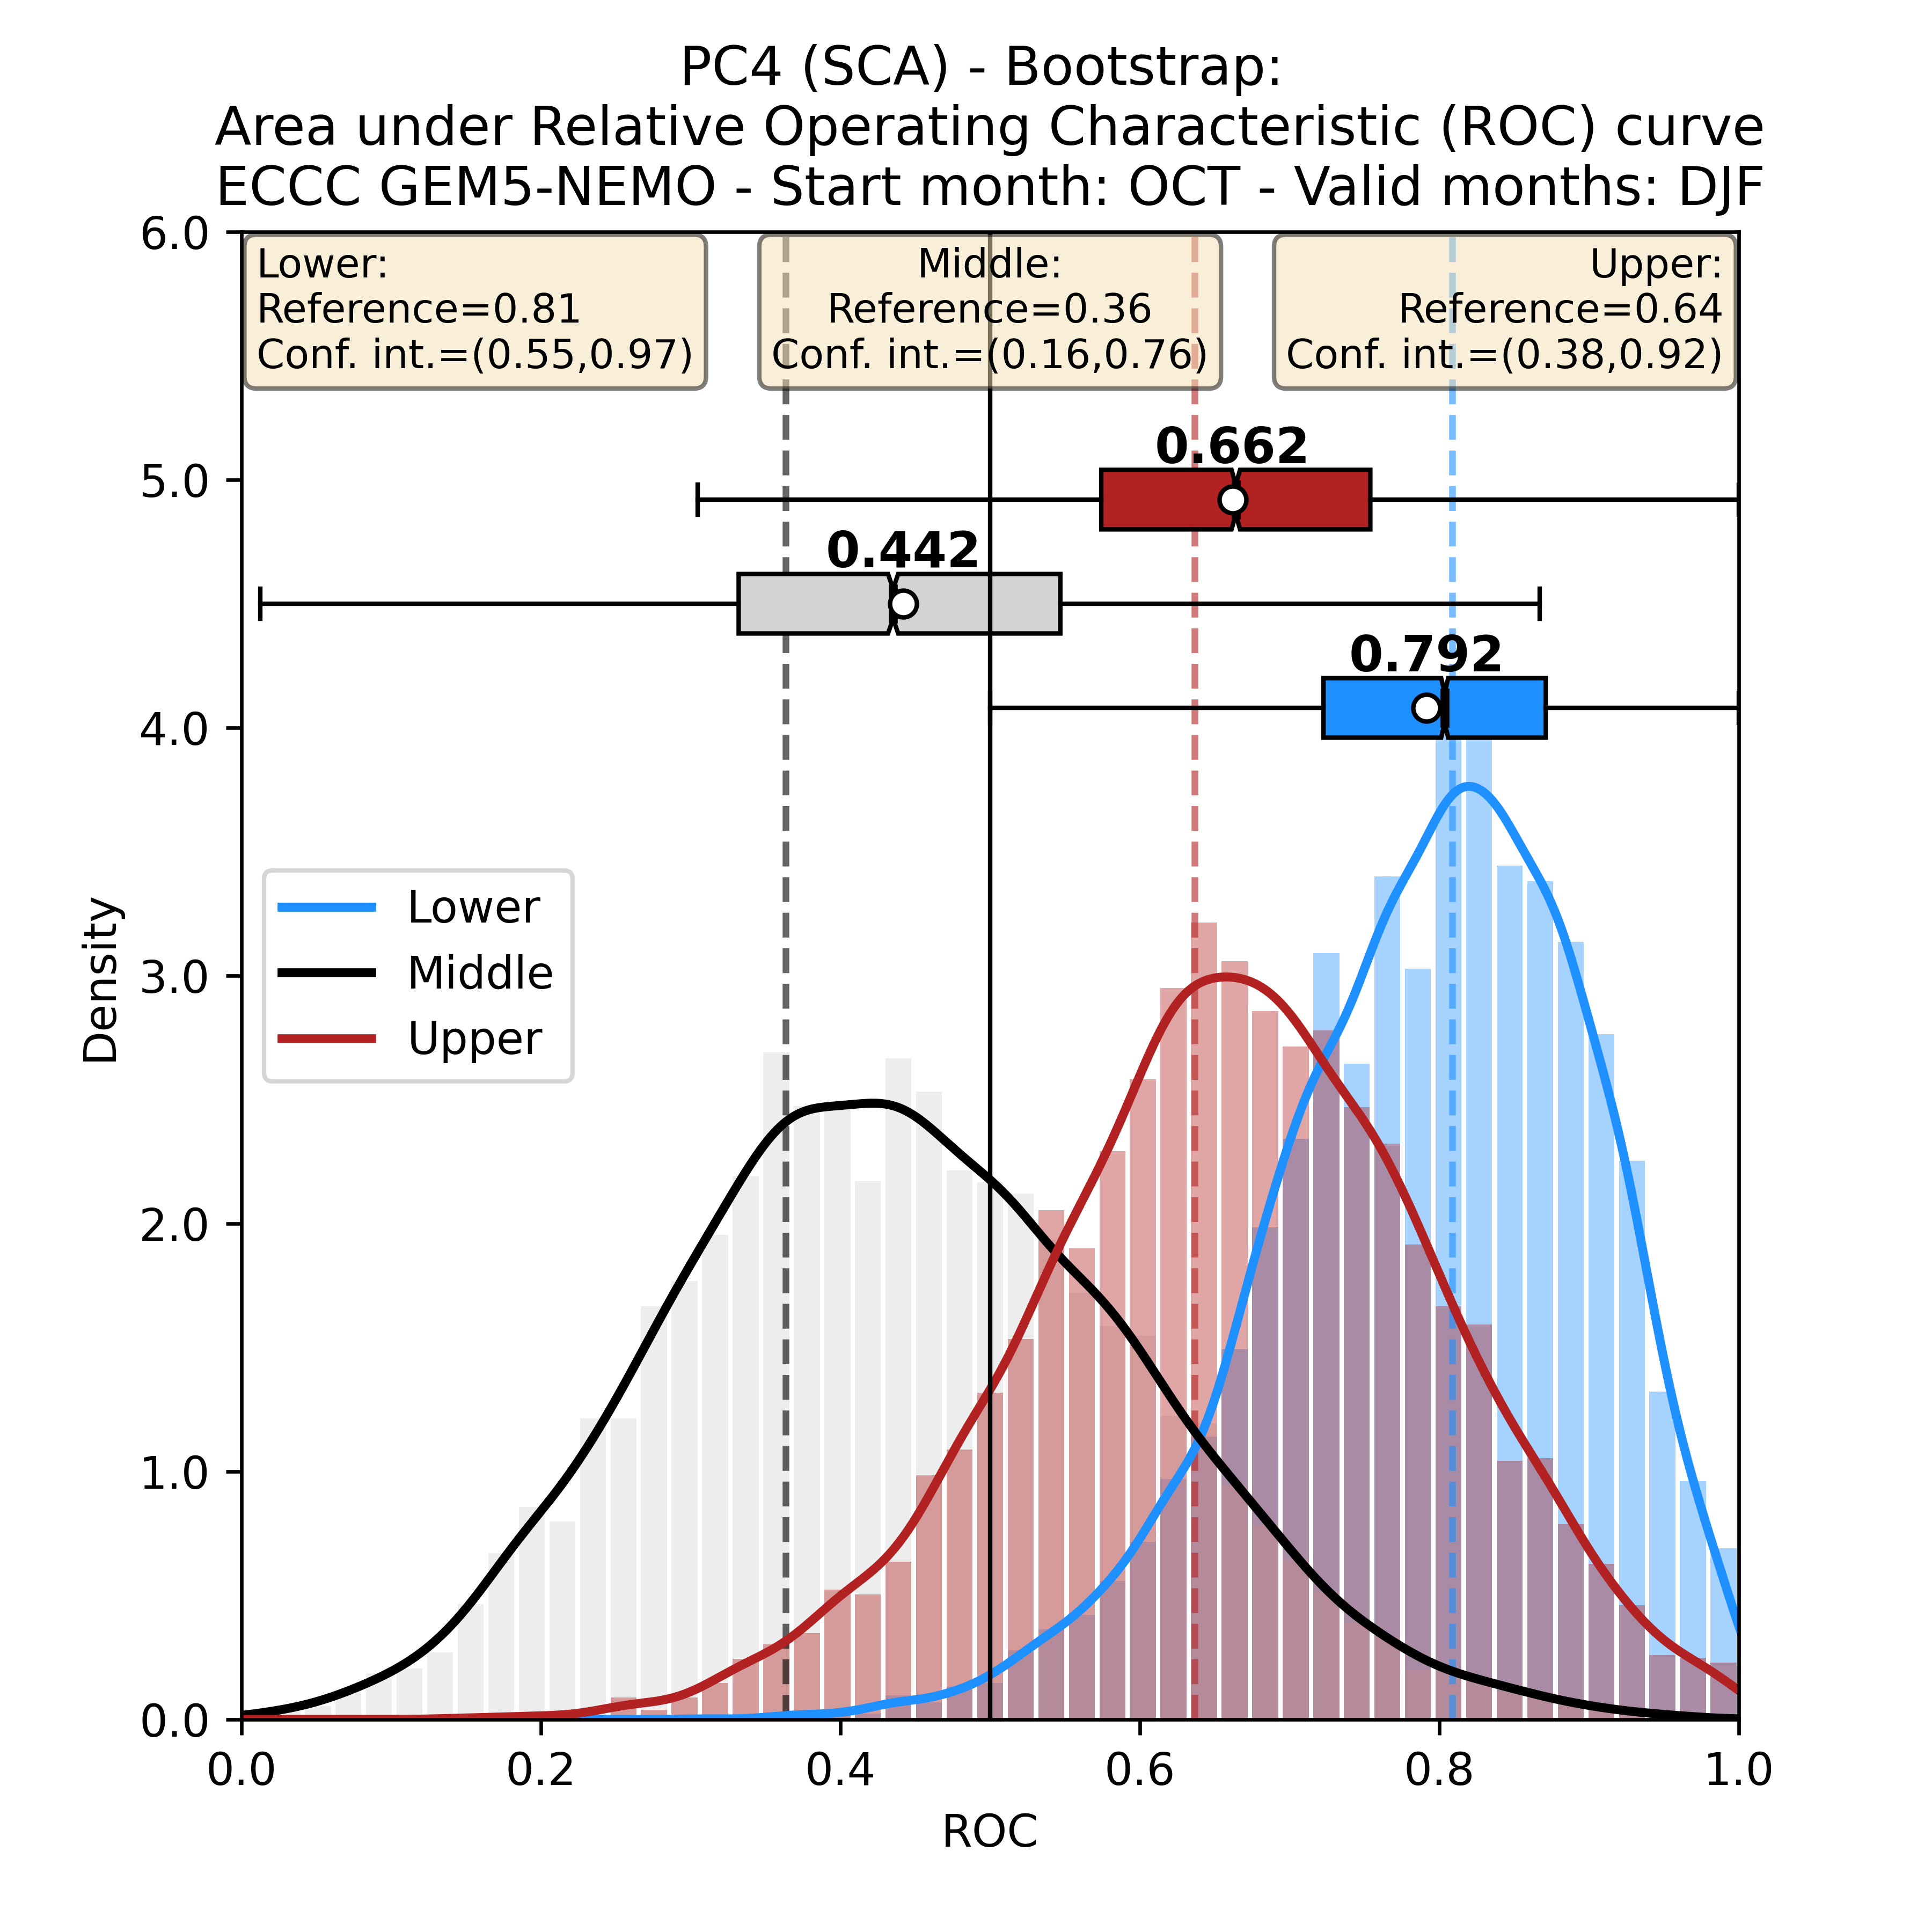 PC4 (SCA) - Bootstrap:
Area under Relative Operating Characteristic (ROC) curve
ECCC GEM5-NEMO - Start month: OCT - Valid months: DJF
Lower:
Reference=0.81
Conf. int.=(0.55,0.97)
Middle:
Reference=0.36
Conf. int.=(0.16,0.76)
Upper:
Reference=0.64
Conf. int.=(0.38,0.92)
0.662
0.442
0.792
Lower
Middle
Upper
Density
6.0
5.0
4.0
3.0
2.0
1.0
0.0
0.0
0.2
0.4
0.6
0.8
1.0
ROC